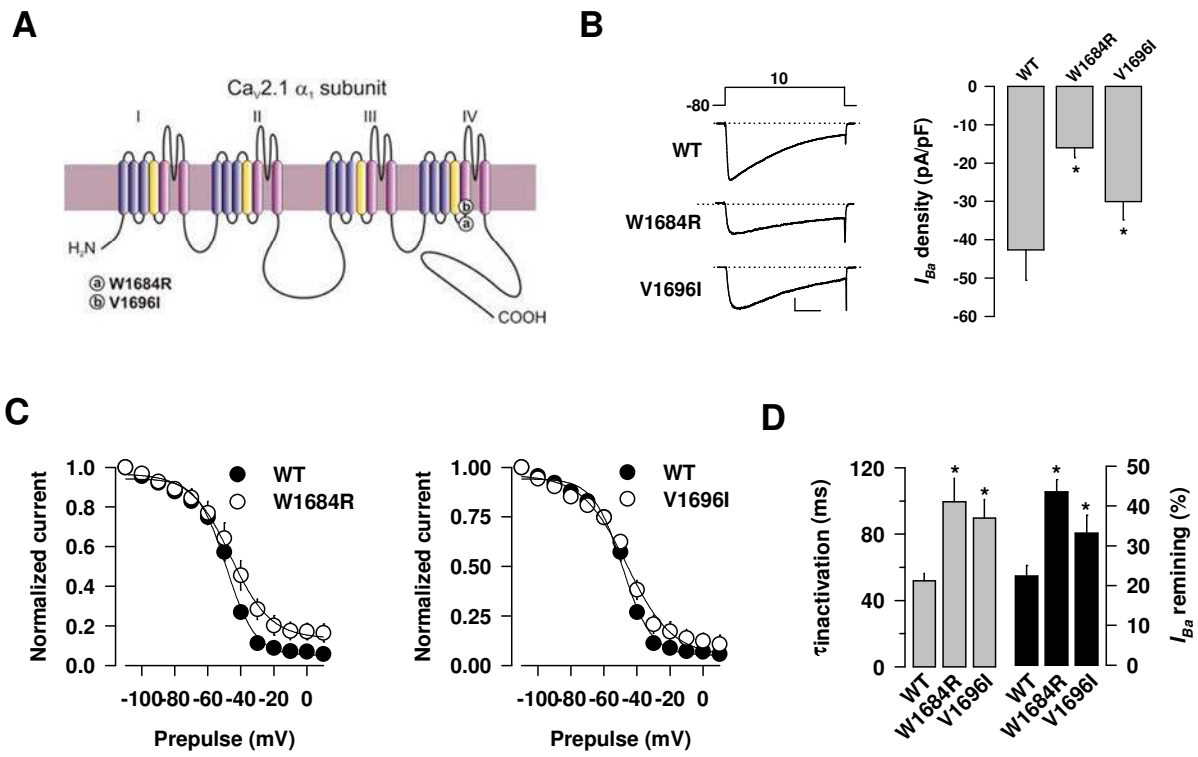 A
Cav2.1 α1 subunit
I II III IV
b
a
H2N
ⓐ W1684R
ⓑ V1696I
COOH
B
10
-80
WT
W1684R
V1696I
WT W1684R V1696I
IBa density (pA/pF)
0
-10
-20
-30
-40
-50
-60
*
*
C
Normalized current
1.0
0.8
0.6
0.4
0.2
0.0
WT
W1684R
-100-80 -60 -40 -20 0
Prepulse (mV)
Normalized current
1.00
0.75
0.50
0.25
0.00
WT
V1696I
-100-80 -60 -40 -20 0
Prepulse (mV)
D
τinactivation (ms)
120
80
40
0
* * * *
50
40
30
20
10
0
IBa remining (%)
WT W1684R V1696I WT W1684R V1696I